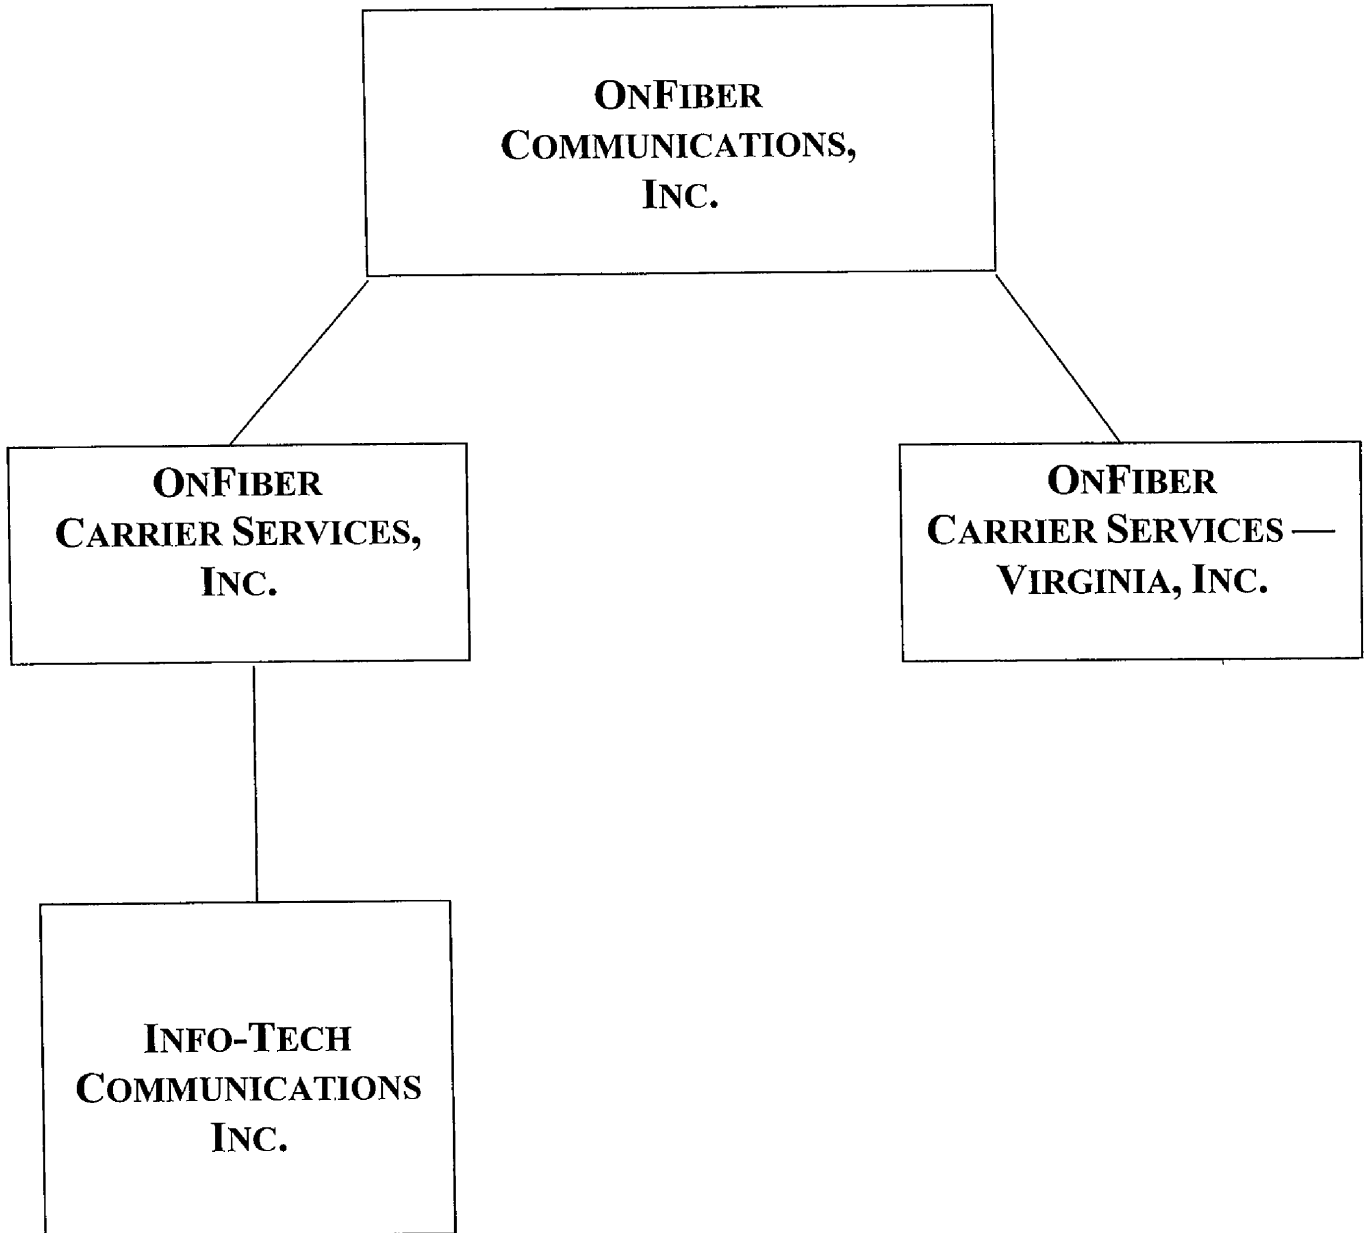 ONFIBER
COMMUNICATIONS,
INC.
ONFIBER
CARRIER SERVICES,
INC.
ONFIBER
CARRIER SERVICES —
VIRGINIA, INC.
INFO-TECH
COMMUNICATIONS
INC.